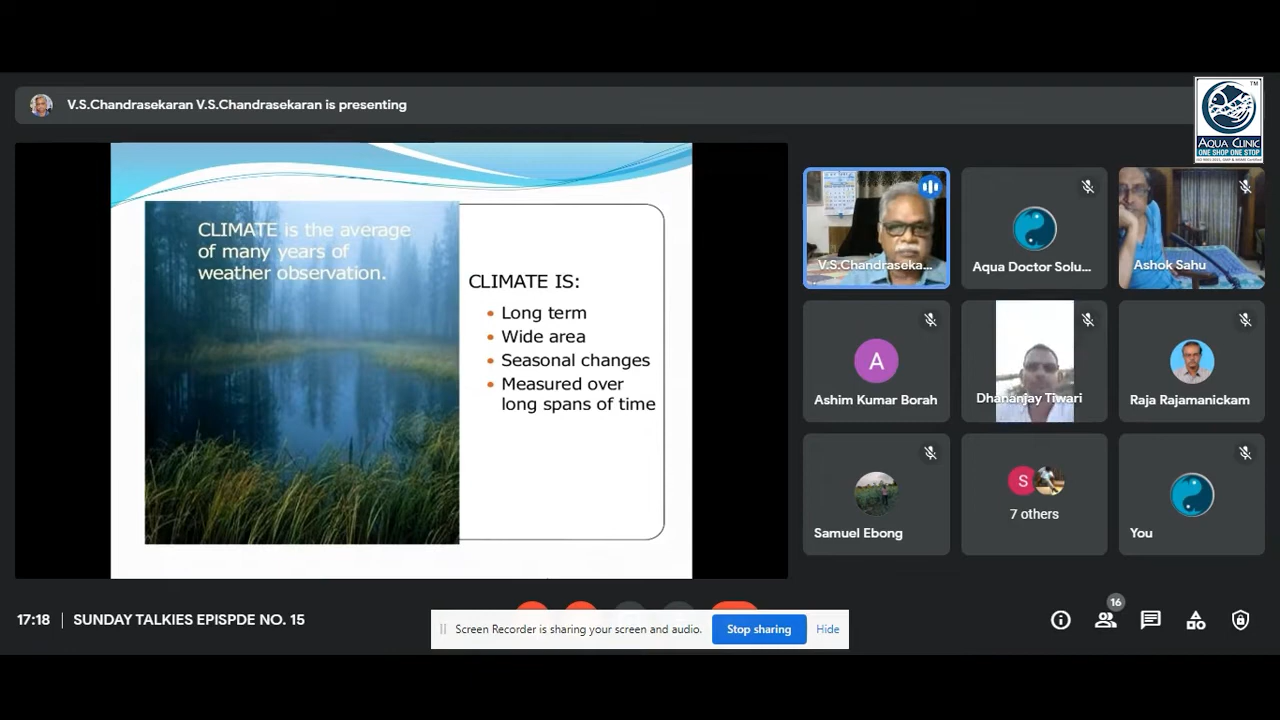 V.S.Chandrasekaran V.S.Chandrasekaran is presenting
TM
AQUA CLINIC
ONE SHOP ONE STOP
CLIMATE is the average
of many years of
weather observation.
CLIMATE IS:
• Long term
• Wide area
• Seasonal changes
• Measured over
long spans of time
V.S.Chandraseka...
Aqua Doctor Solu...
Ashok Sahu
A
Ashim Kumar Borah
Dhananjay Tiwari
Raja Rajamanickam
Samuel Ebong
S
7 others
You
17:18 | SUNDAY TALKIES EPISPDE NO. 15
Screen Recorder is sharing your screen and audio.
Stop sharing
Hide
16